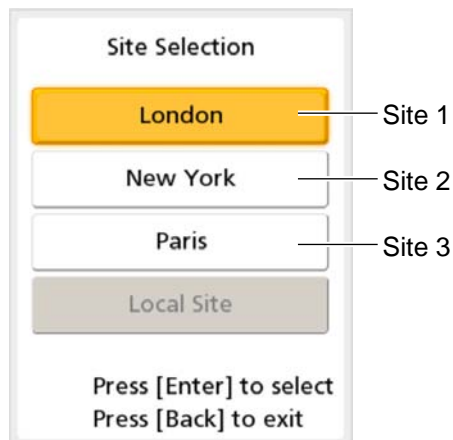 Site Selection
London
Site 1
New York
Site 2
Paris
Site 3
Local Site
Press [Enter] to select
Press [Back] to exit